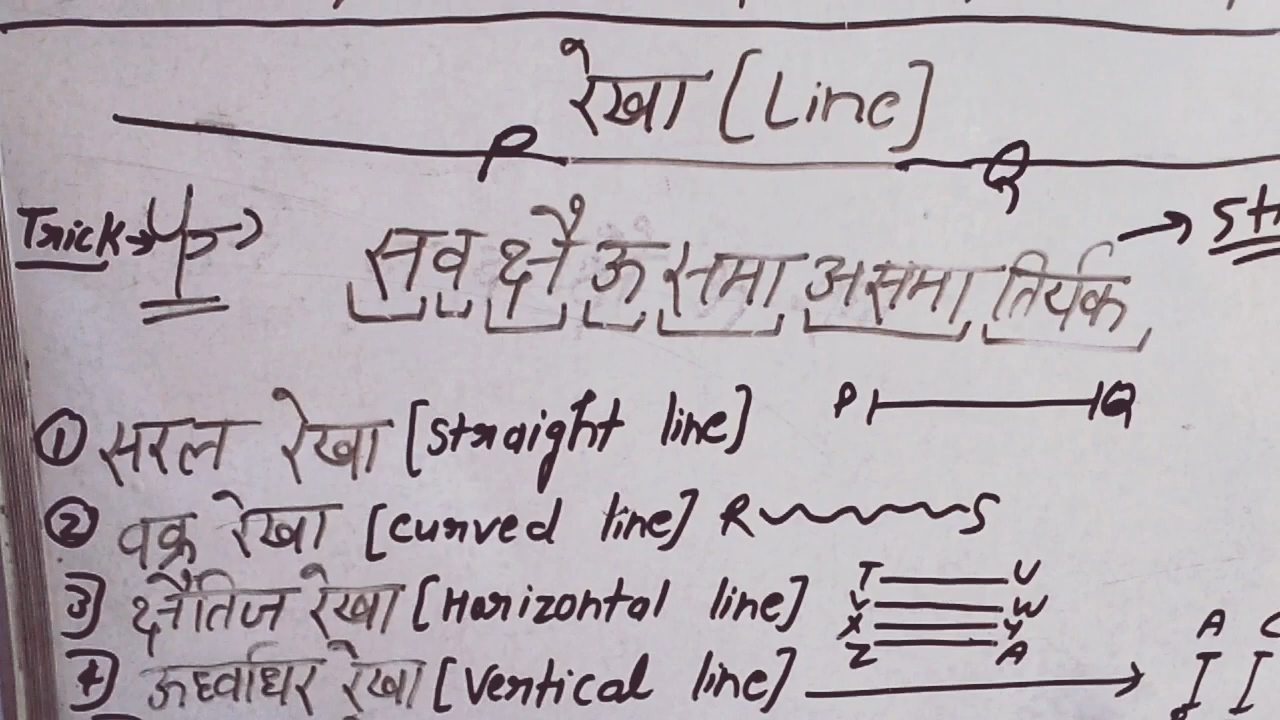 रेखा [Line]
P Q
Trick→
सव क्षै ऊ समा असमा तिर्यक →
① सरल रेखा [straight line] P Q
② वक्र रेखा [curved line] R S
3) क्षैतिज रेखा [Horizontal line] T U
V W
X Y
Z A
4) ऊर्ध्वाधर रेखा [Vertical line] → A